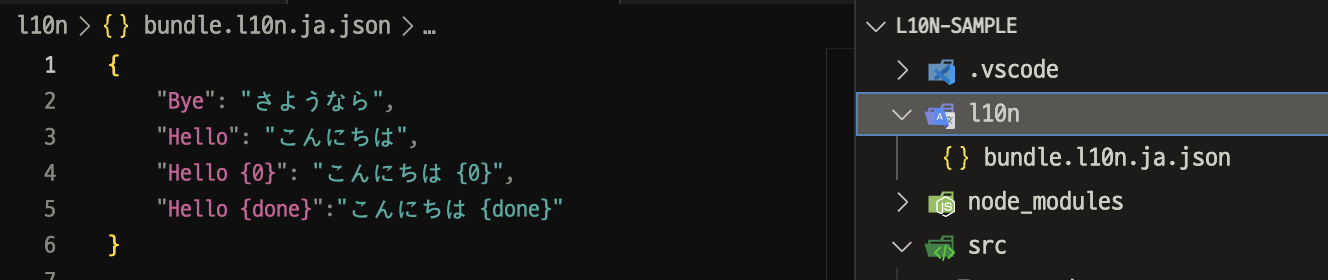 l10n > {} bundle.l10n.ja.json > …
1 {
2 "Bye": "さようなら",
3 "Hello": "こんにちは",
4 "Hello {0}": "こんにちは {0}",
5 "Hello {done}":"こんにちは {done}"
6 }
7
L10N-SAMPLE
.vscode
l10n
{} bundle.l10n.ja.json
node_modules
src